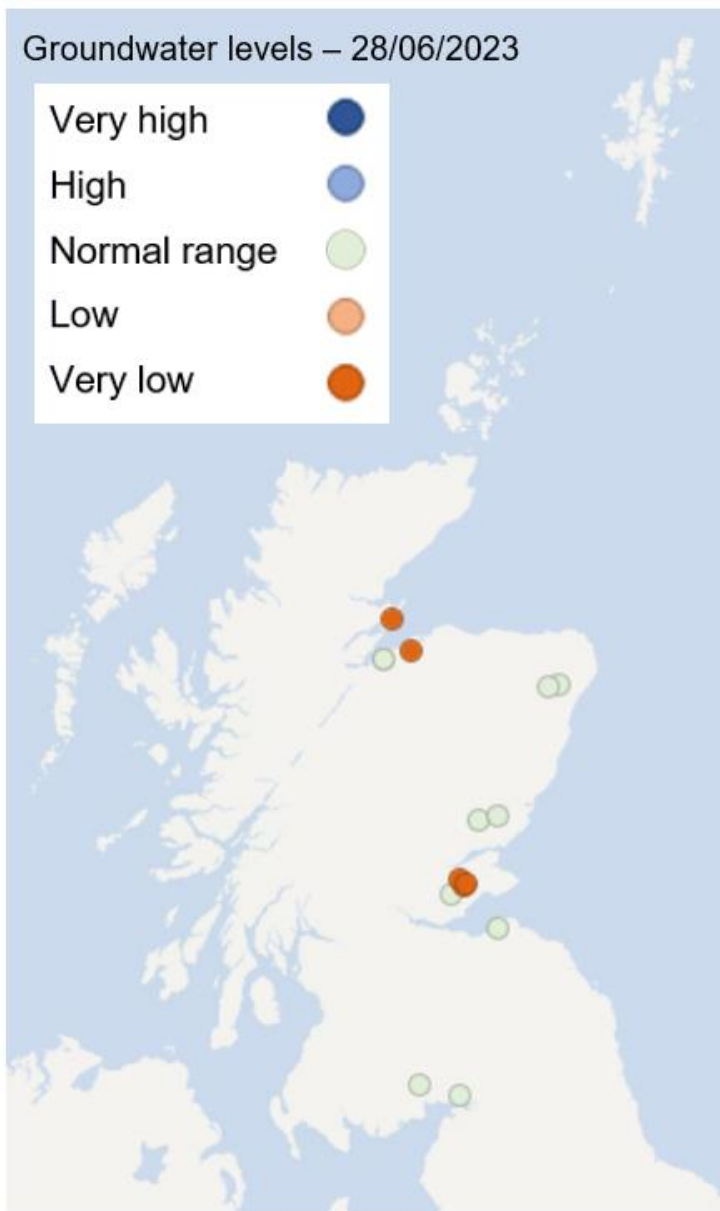 Groundwater levels – 28/06/2023
Very high
High
Normal range
Low
Very low